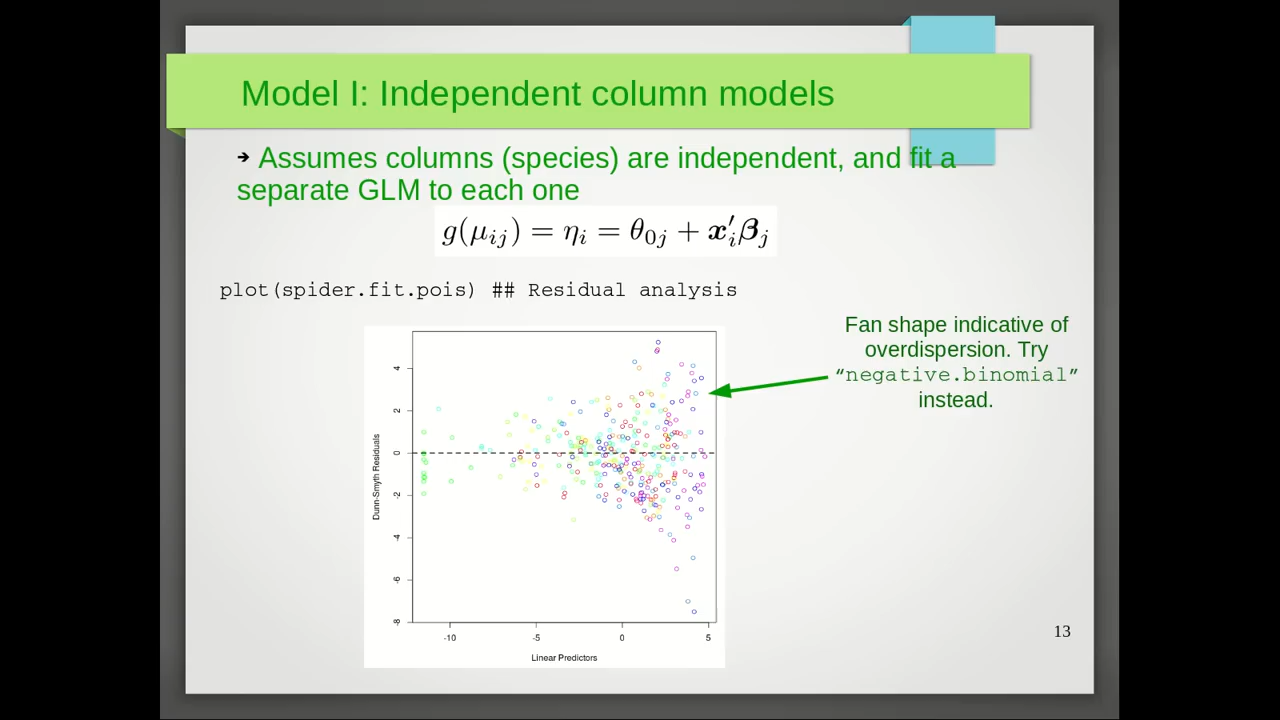 Model I: Independent column models
➔ Assumes columns (species) are independent, and fit a
separate GLM to each one
g(μij) = ηi = θ0j + x′iβj
plot(spider.fit.pois) ## Residual analysis
Fan shape indicative of
overdispersion. Try
“negative.binomial”
instead.
4
2
0
-2
-4
-6
-8
Dunn-Smyth Residuals
-10 -5 0 5
Linear Predictors
13